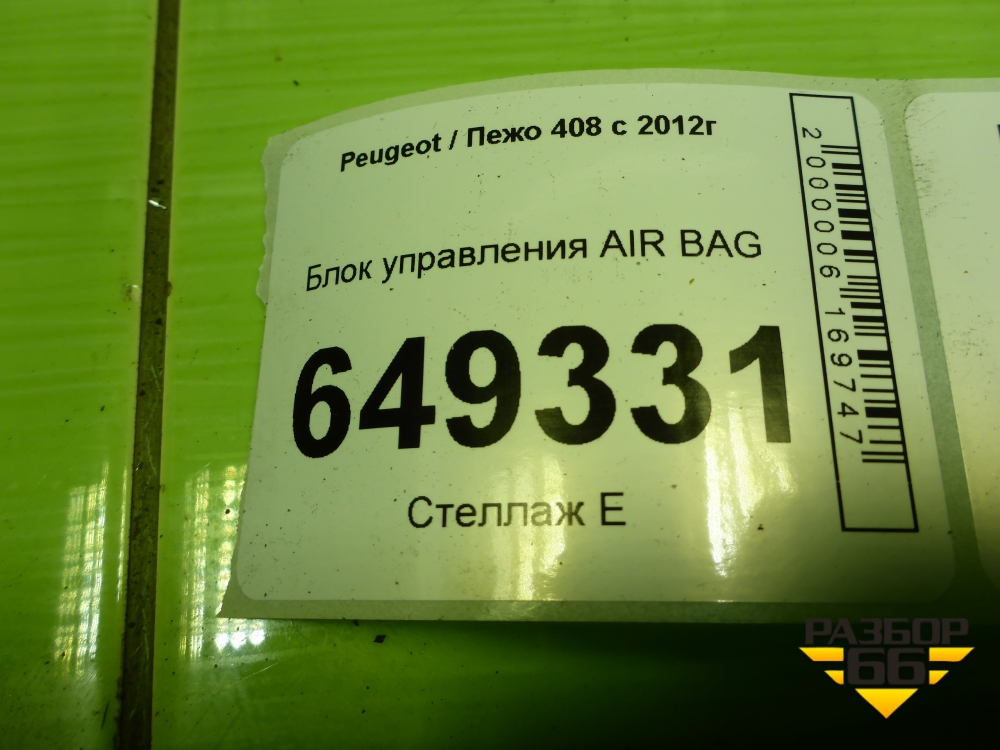 Peugeot / Пежо 408 с 2012г
Блок управления AIR BAG
649331
Стеллаж Е
2000006169747
РАЗБОР
66